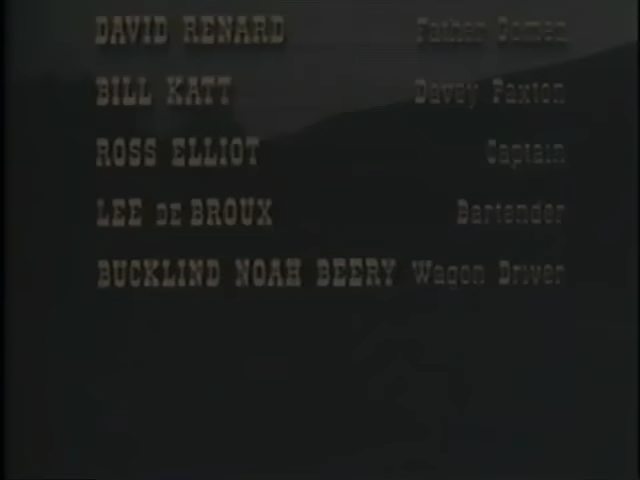 DAVID RENARD Father Gomez
BILL KATT Davey Paxton
ROSS ELLIOT Captain
LEE DE BROUX Bartender
BUCKLIND NOAH BEERY Wagon Driver